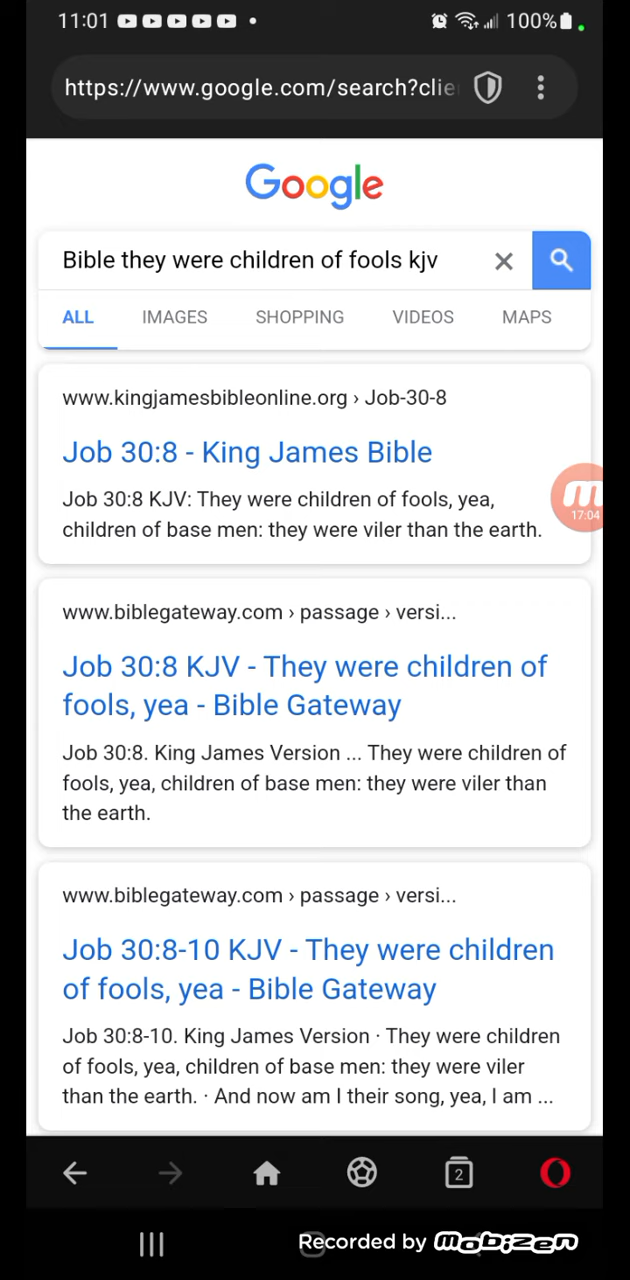 11:01
100%
https://www.google.com/search?clie
Google
Bible they were children of fools kjv
ALL IMAGES SHOPPING VIDEOS MAPS
www.kingjamesbibleonline.org › Job-30-8
Job 30:8 - King James Bible
Job 30:8 KJV: They were children of fools, yea,
children of base men: they were viler than the earth.
17:04
www.biblegateway.com › passage › versi...
Job 30:8 KJV - They were children of
fools, yea - Bible Gateway
Job 30:8. King James Version ... They were children of
fools, yea, children of base men: they were viler than
the earth.
www.biblegateway.com › passage › versi...
Job 30:8-10 KJV - They were children
of fools, yea - Bible Gateway
Job 30:8-10. King James Version · They were children
of fools, yea, children of base men: they were viler
than the earth. · And now am I their song, yea, I am ...
2
Recorded by mobizen